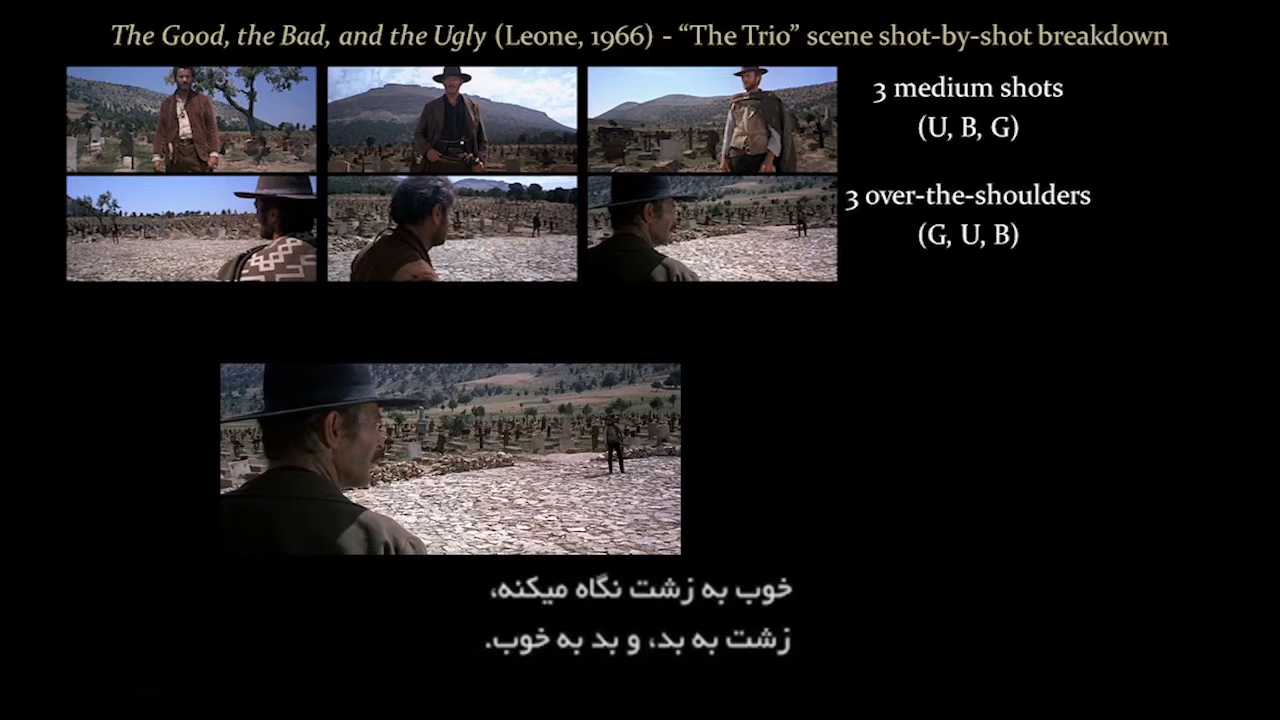 The Good, the Bad, and the Ugly (Leone, 1966) - “The Trio” scene shot-by-shot breakdown
3 medium shots
(U, B, G)
3 over-the-shoulders
(G, U, B)
خوب به زشت نگاه میکنه،
زشت به بد، و بد به خوب.